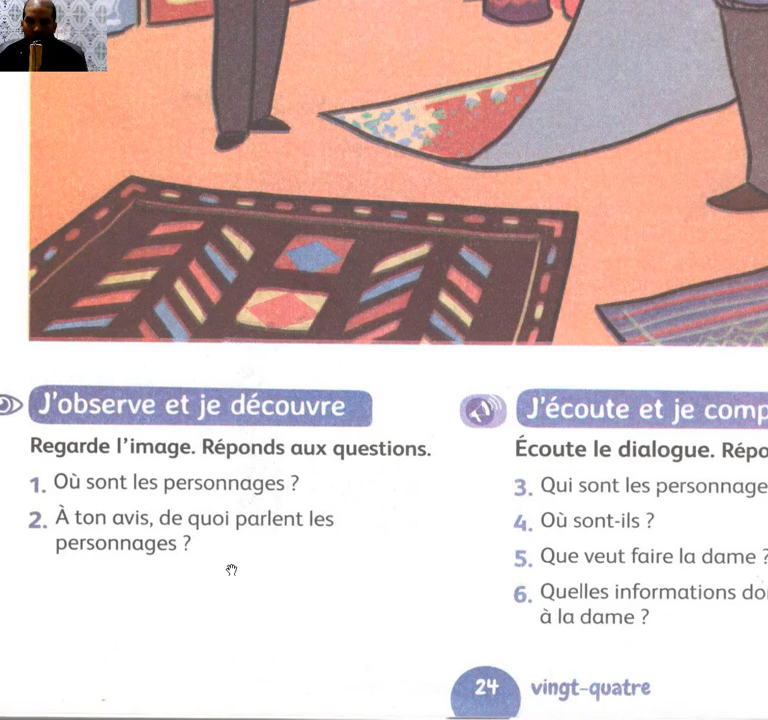 J'observe et je découvre
Regarde l'image. Réponds aux questions.
1. Où sont les personnages ?
2. À ton avis, de quoi parlent les
personnages ?
J'écoute et je comp
Écoute le dialogue. Répo
3. Qui sont les personnage
4. Où sont-ils ?
5. Que veut faire la dame ?
6. Quelles informations do
à la dame ?
24 vingt-quatre